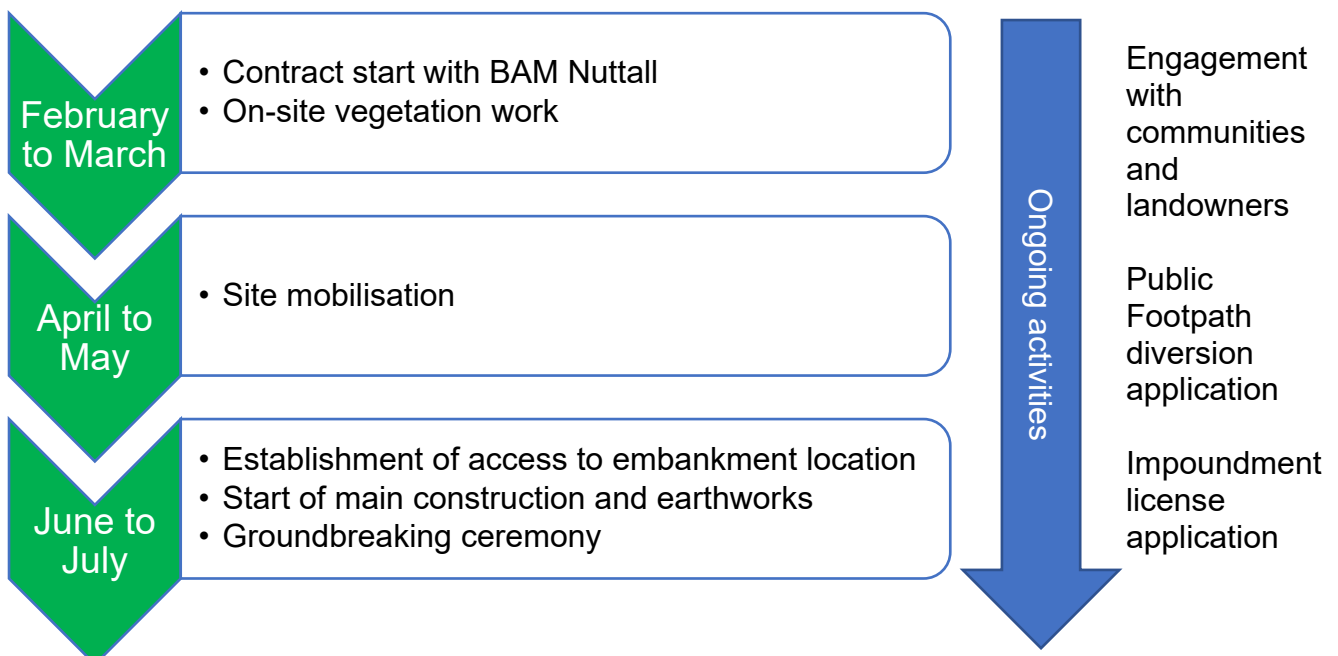 February
to March
• Contract start with BAM Nuttall
• On-site vegetation work
April to
May
• Site mobilisation
June to
July
• Establishment of access to embankment location
• Start of main construction and earthworks
• Groundbreaking ceremony
Ongoing activities
Engagement
with
communities
and
landowners
Public
Footpath
diversion
application
Impoundment
license
application